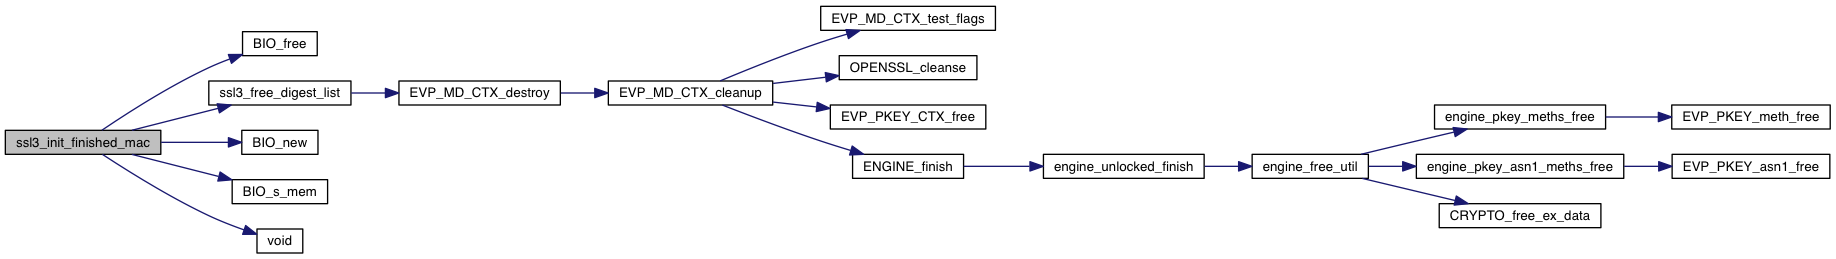 ssl3_init_finished_mac
BIO_free
ssl3_free_digest_list
BIO_new
BIO_s_mem
void
EVP_MD_CTX_destroy
EVP_MD_CTX_cleanup
EVP_MD_CTX_test_flags
OPENSSL_cleanse
EVP_PKEY_CTX_free
ENGINE_finish
engine_unlocked_finish
engine_free_util
engine_pkey_meths_free
engine_pkey_asn1_meths_free
CRYPTO_free_ex_data
EVP_PKEY_meth_free
EVP_PKEY_asn1_free